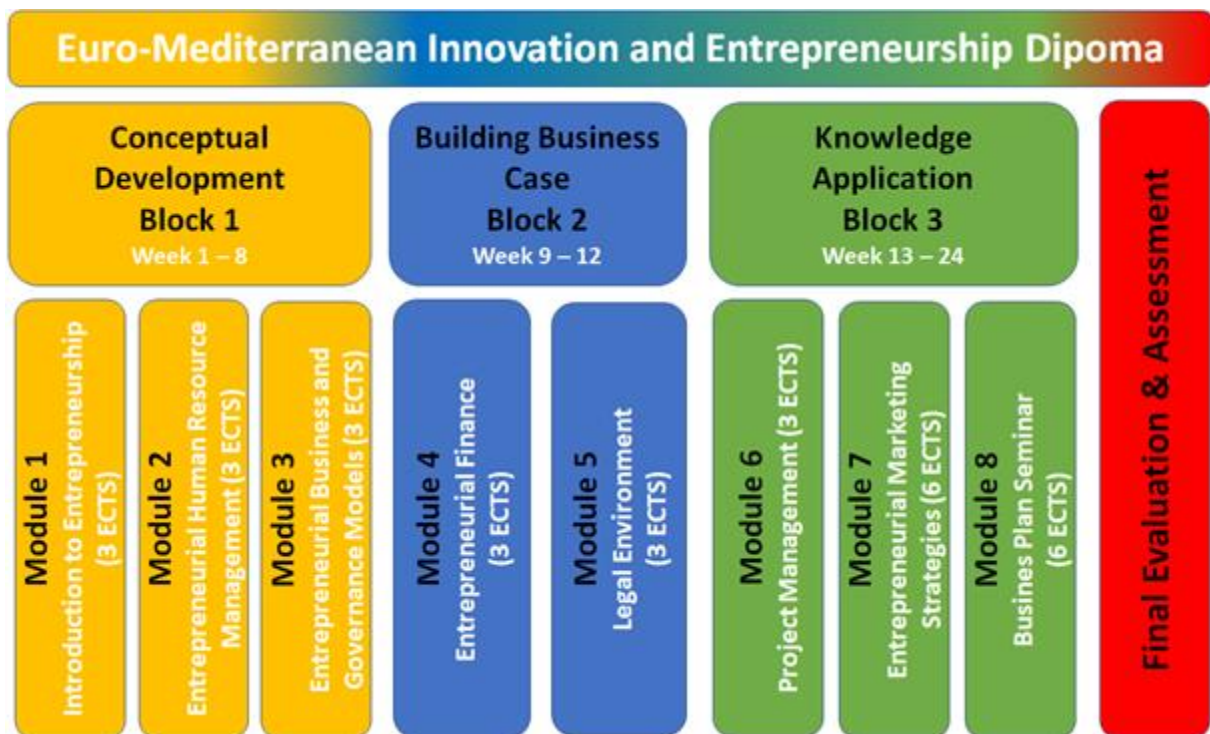 Euro-Mediterranean Innovation and Entrepreneurship Dipoma
Conceptual
Development
Block 1
Week 1 – 8
Building Business
Case
Block 2
Week 9 – 12
Knowledge
Application
Block 3
Week 13 – 24
Module 1
Introduction to Entrepreneurship
(3 ECTS)
Module 2
Entrepreneurial Human Resource
Management (3 ECTS)
Module 3
Entrepreneurial Business and
Governance Models (3 ECTS)
Module 4
Entrepreneurial Finance
(3 ECTS)
Module 5
Legal Environment
(3 ECTS)
Module 6
Project Management (3 ECTS)
Module 7
Entrepreneurial Marketing
Strategies (6 ECTS)
Module 8
Busines Plan Seminar
(6 ECTS)
Final Evaluation & Assessment